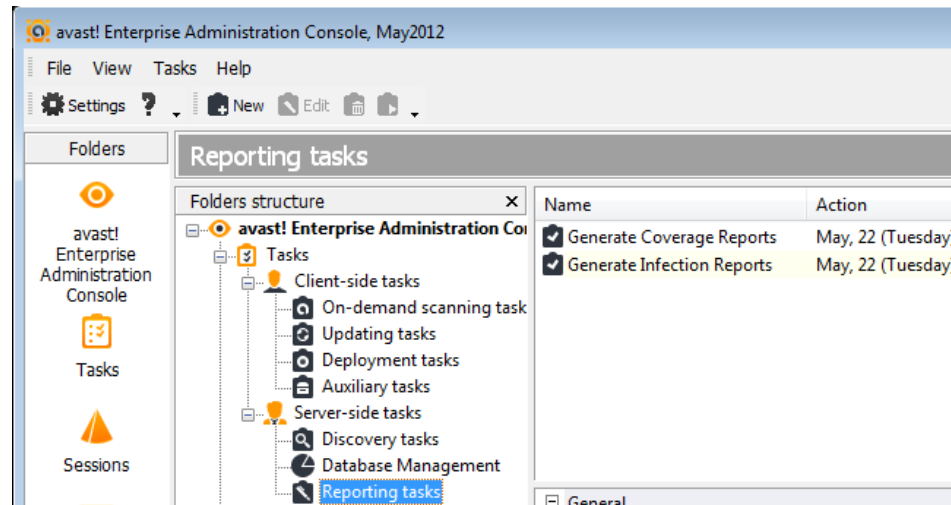 avast! Enterprise Administration Console, May2012
File View Tasks Help
Settings ? New Edit
Folders
avast!
Enterprise
Administration
Console
Tasks
Sessions
Reporting tasks
Folders structure
avast! Enterprise Administration Co
Tasks
Client-side tasks
On-demand scanning task
Updating tasks
Deployment tasks
Auxiliary tasks
Server-side tasks
Discovery tasks
Database Management
Reporting tasks
Name Action
Generate Coverage Reports May, 22 (Tuesday)
Generate Infection Reports May, 22 (Tuesday)
General